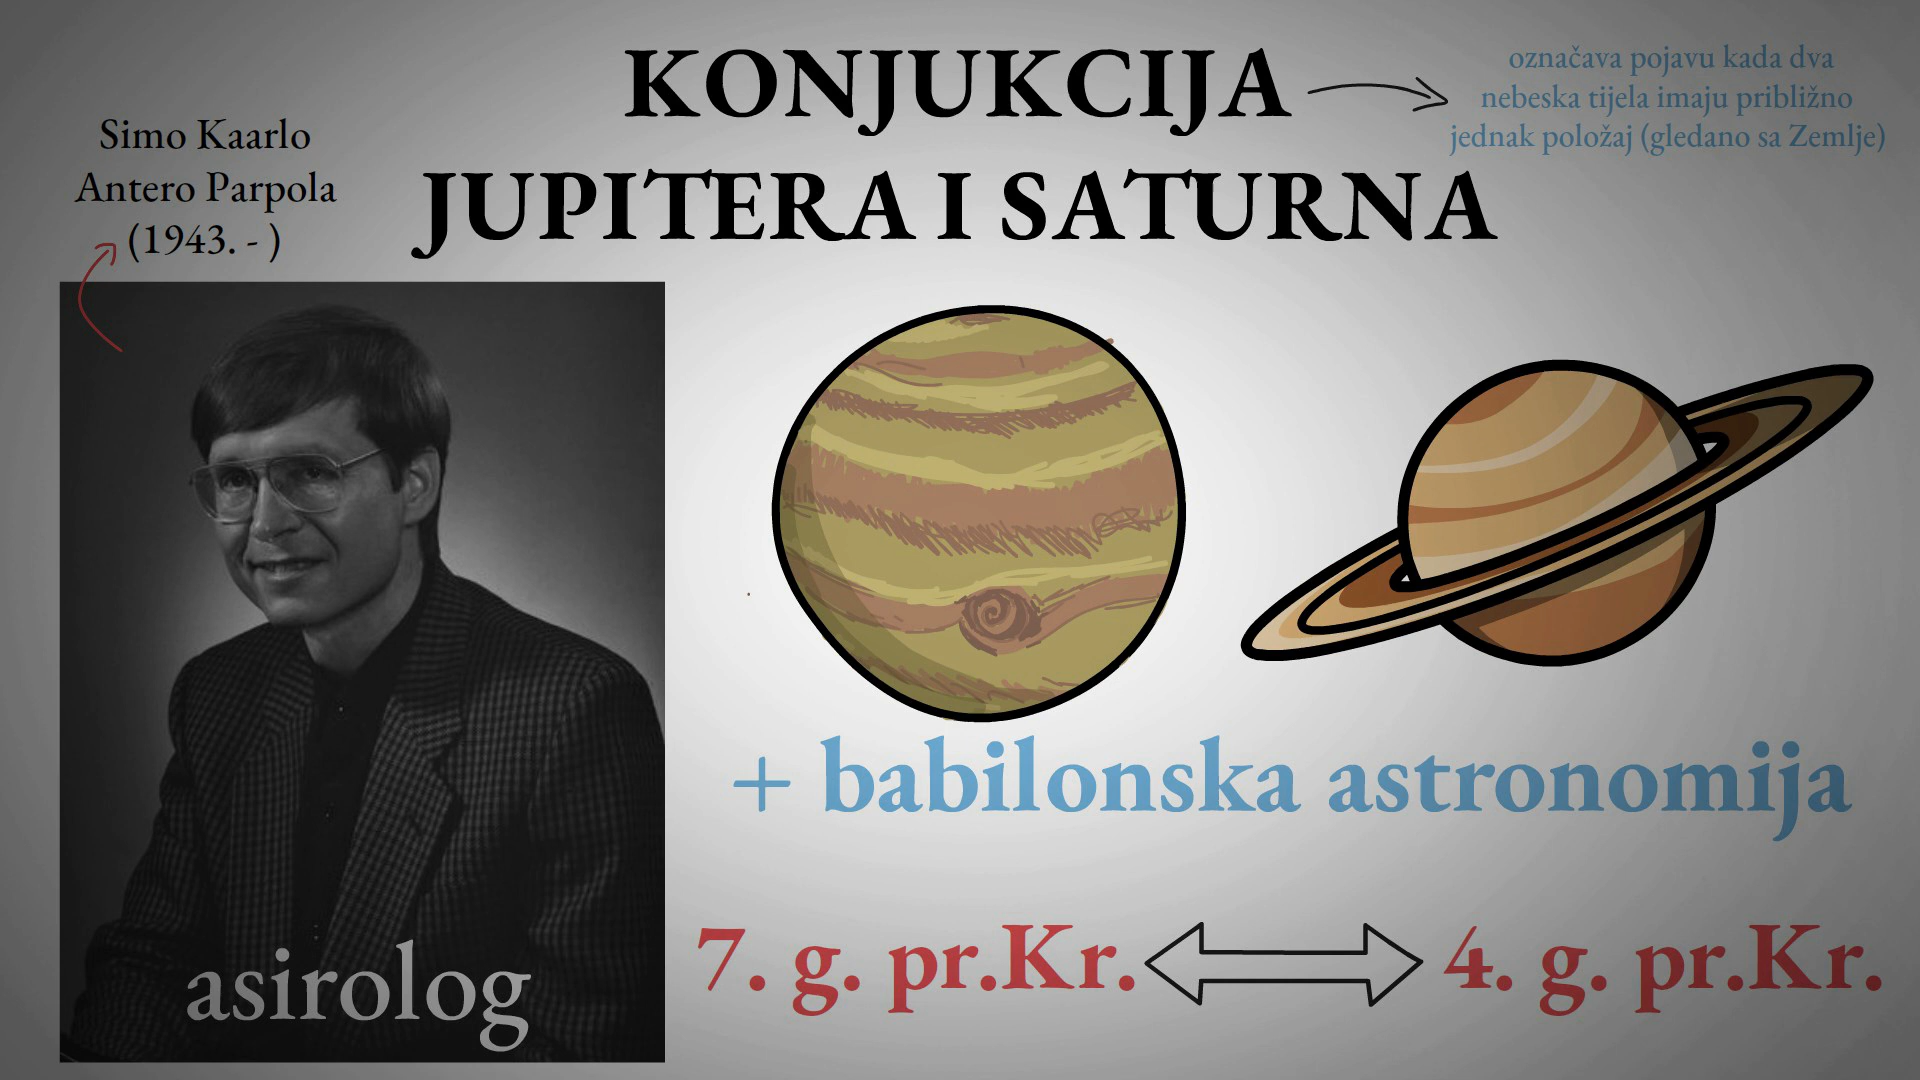 KONJUKCIJA
JUPITERA I SATURNA
označava pojavu kada dva
nebeska tijela imaju približno
jednak položaj (gledano sa Zemlje)
Simo Kaarlo
Antero Parpola
(1943. - )
asirolog
+ babilonska astronomija
7. g. pr.Kr.
4. g. pr.Kr.